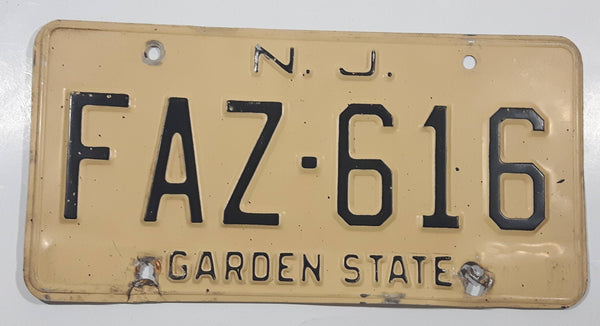 N. J.
FAZ-616
GARDEN STATE